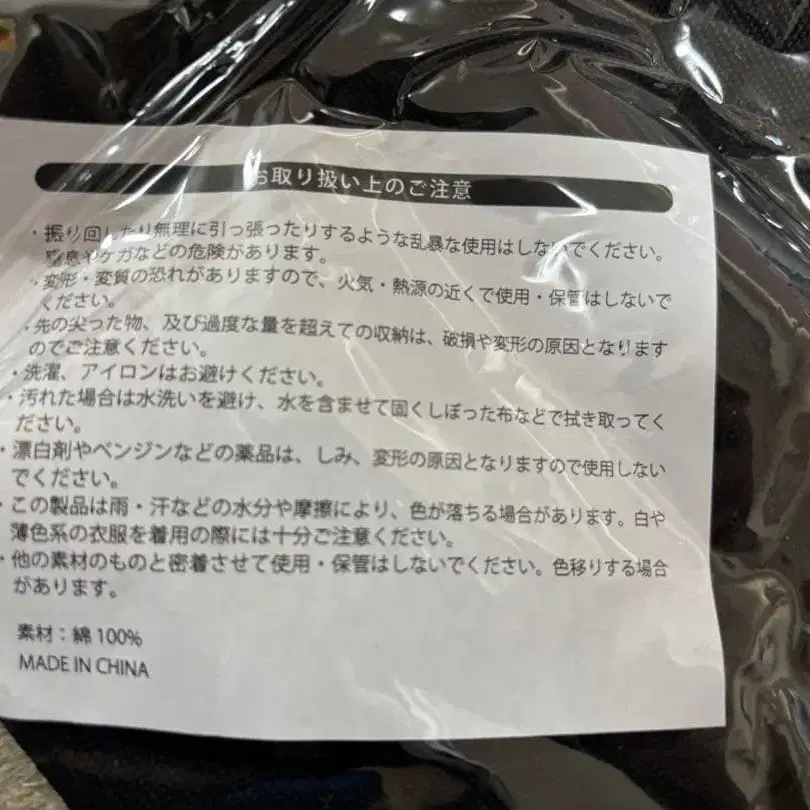 お取り扱い上のご注意
・振り回したり無理に引っ張ったりするような乱暴な使用はしないでください。
窒息やケガなどの危険があります。
・変形・変質の恐れがありますので、火気・熱源の近くで使用・保管はしないで
ください。
・先の尖った物、及び過度な量を超えての収納は、破損や変形の原因となります
のでご注意ください。
・洗濯、アイロンはお避けください。
・汚れた場合は水洗いを避け、水を含ませて固くしぼった布などで拭き取ってく
ださい。
・漂白剤やベンジンなどの薬品は、しみ、変形の原因となりますので使用しない
でください。
・この製品は雨・汗などの水分や摩擦により、色が落ちる場合があります。白や
薄色系の衣服を着用の際には十分ご注意ください。
・他の素材のものと密着させて使用・保管はしないでください。色移りする場合
があります。
素材：綿100%
MADE IN CHINA